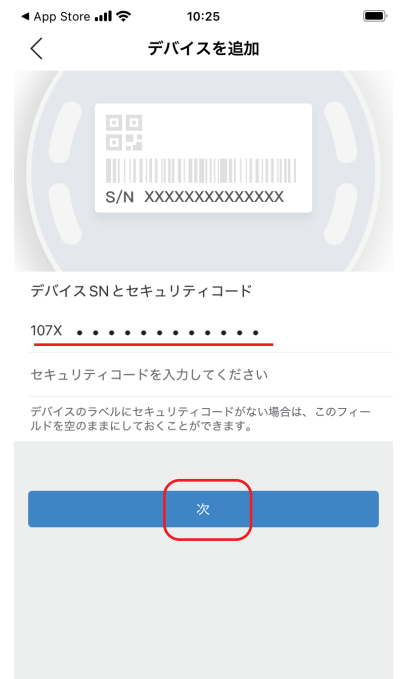 ◀ App Store
10:25
デバイスを追加
S/N XXXXXXXXXXXXXX
デバイスSNとセキュリティコード
107X ••••••••••••
セキュリティコードを入力してください
デバイスのラベルにセキュリティコードがない場合は、このフィー
ルドを空のままにしておくことができます。
次